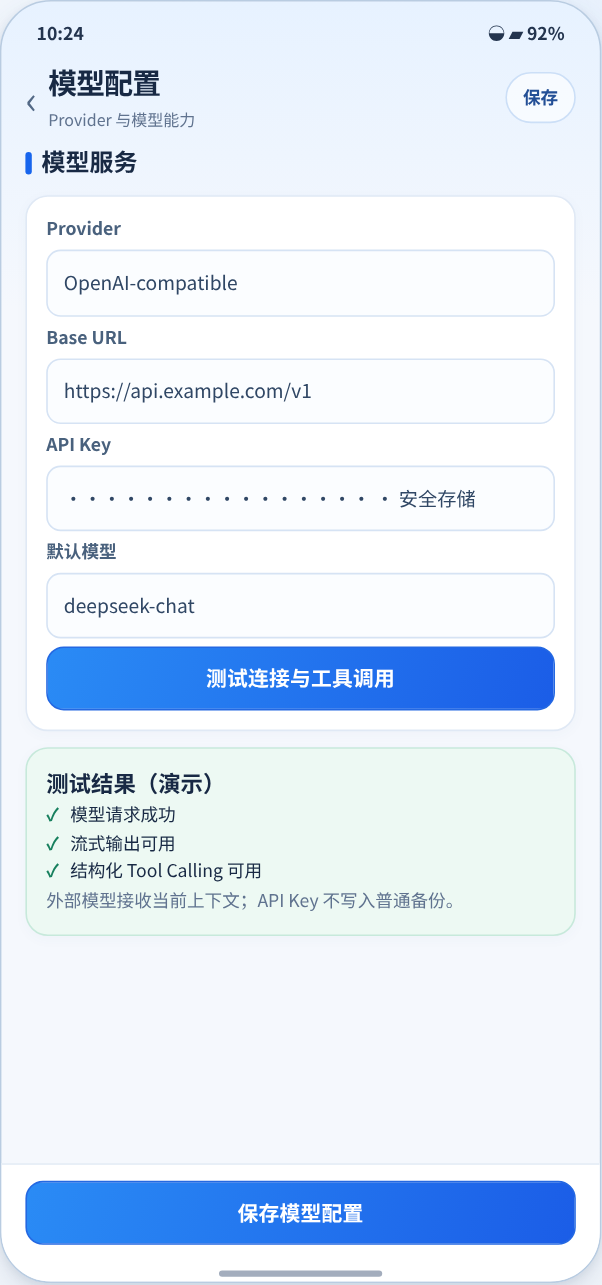 10:24
92%
模型配置
Provider 与模型能力
保存
模型服务
Provider
OpenAI-compatible
Base URL
https://api.example.com/v1
API Key
················· 安全存储
默认模型
deepseek-chat
测试连接与工具调用
测试结果（演示）
✓ 模型请求成功
✓ 流式输出可用
✓ 结构化 Tool Calling 可用
外部模型接收当前上下文；API Key 不写入普通备份。
保存模型配置